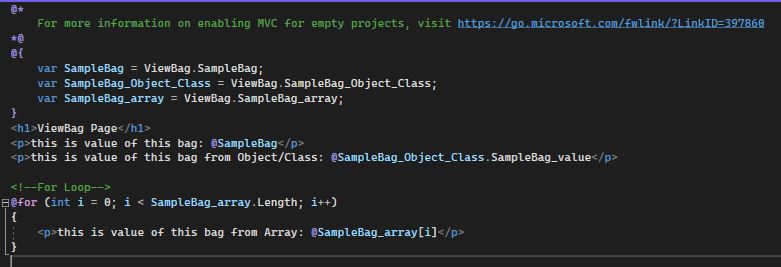 @*
    For more information on enabling MVC for empty projects, visit https://go.microsoft.com/fwlink/?LinkID=397860
*@
@{
    var SampleBag = ViewBag.SampleBag;
    var SampleBag_Object_Class = ViewBag.SampleBag_Object_Class;
    var SampleBag_array = ViewBag.SampleBag_array;
}
<h1>ViewBag Page</h1>
<p>this is value of this bag: @SampleBag</p>
<p>this is value of this bag from Object/Class: @SampleBag_Object_Class.SampleBag_value</p>

<!--For Loop-->
@for (int i = 0; i < SampleBag_array.Length; i++)
{
    <p>this is value of this bag from Array: @SampleBag_array[i]</p>
}